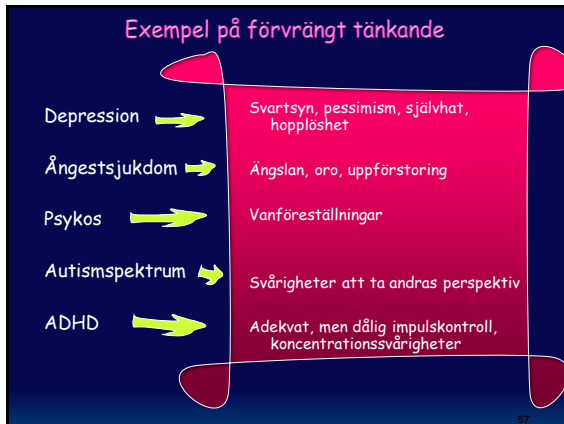 Exempel på förvrängt tänkande
Depression
Svartsyn, pessimism, självhat,
hopplöshet
Ångestsjukdom
Ängslan, oro, uppförstoring
Psykos
Vanföreställningar
Autismspektrum
Svårigheter att ta andras perspektiv
ADHD
Adekvat, men dålig impulskontroll,
koncentrationssvårigheter
57